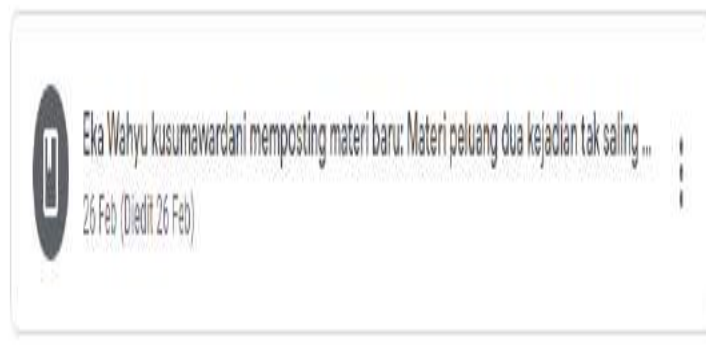 Eka Wahyu kusumawardani memposting materi baru: Materi peluang dua kejadian tak saling ...
26 Feb (Diedit 26 Feb)